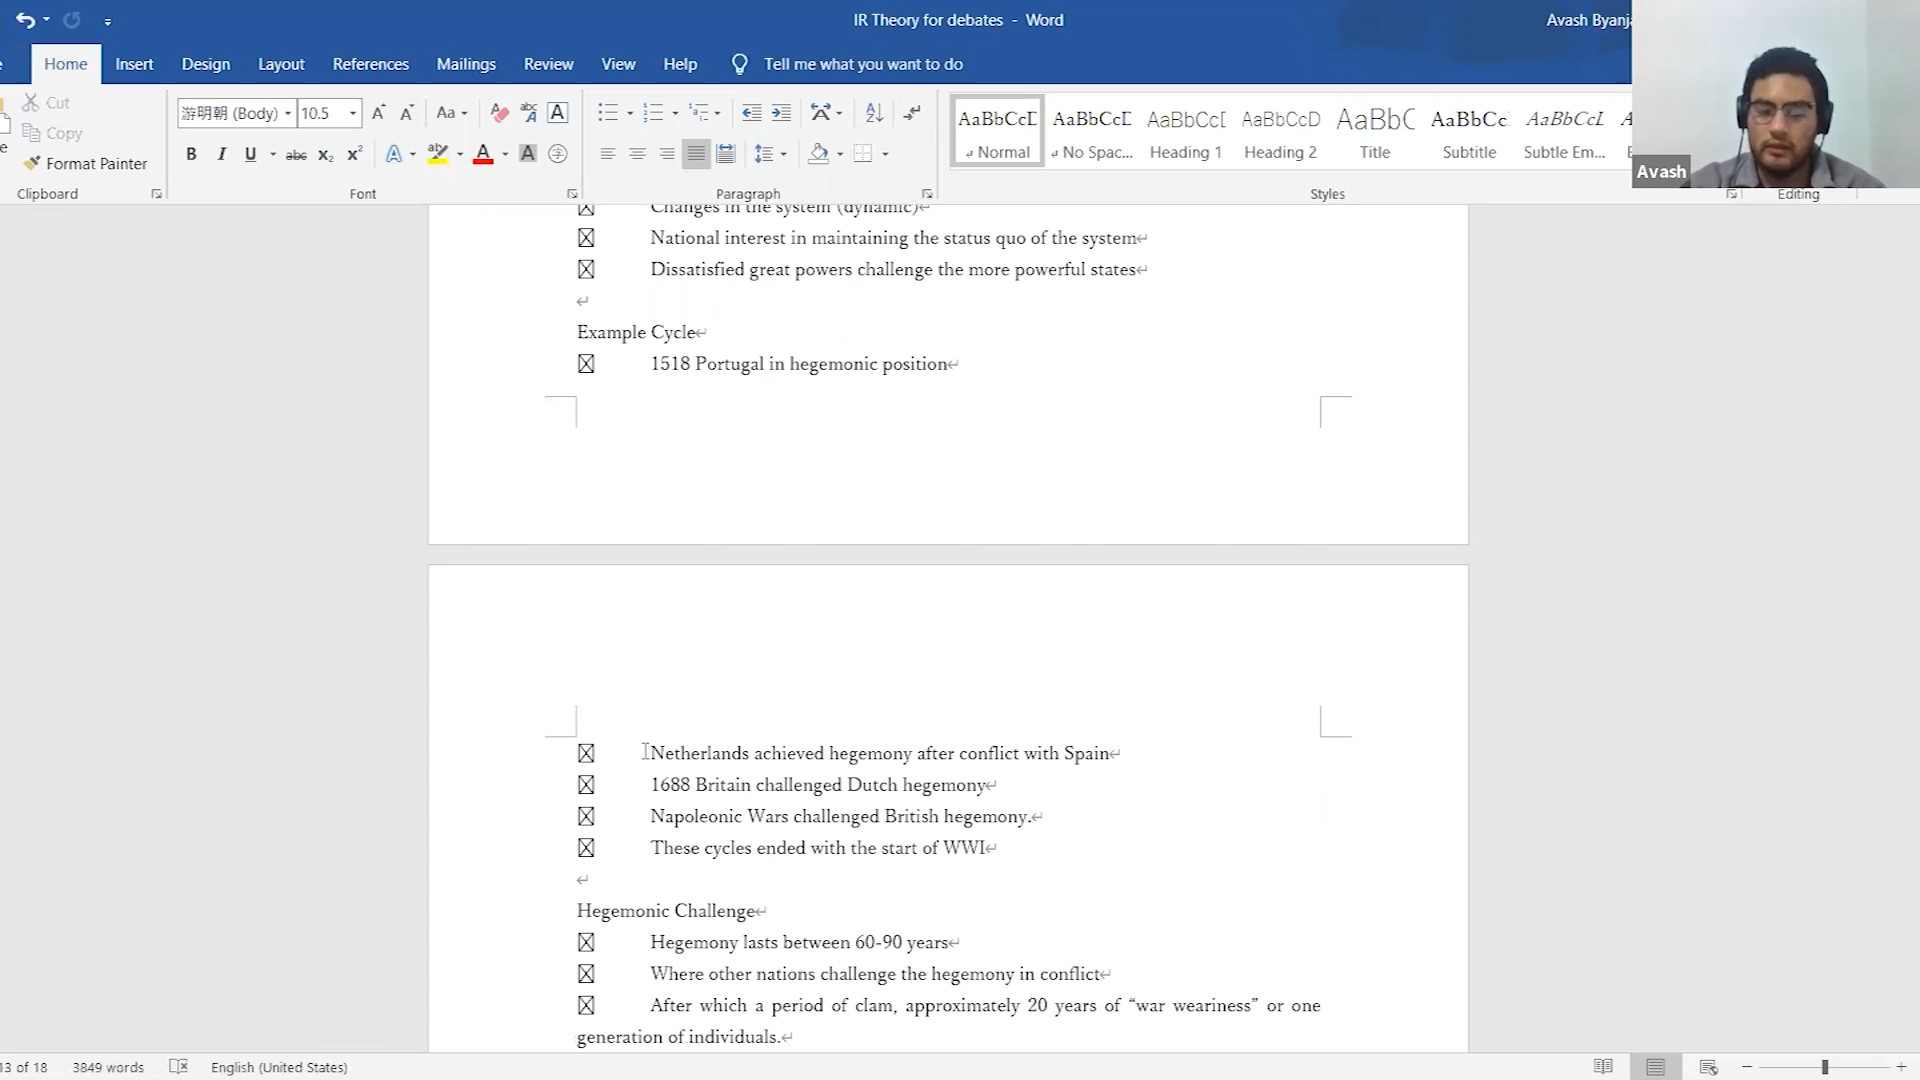 IR Theory for debates - Word
Avash Byanj
Home Insert Design Layout References Mailings Review View Help Tell me what you want to do
Cut
Copy
Format Painter
Clipboard
游明朝 (Body) 10.5
Font
Paragraph
AaBbCcD AaBbCcD AaBbCcD AaBbCcD AaBbC AaBbCc AaBbCcL
Normal No Spac... Heading 1 Heading 2 Title Subtitle Subtle Em...
Styles
Editing
Avash
Changes in the system (dynamic)
National interest in maintaining the status quo of the system
Dissatisfied great powers challenge the more powerful states
Example Cycle
1518 Portugal in hegemonic position
Netherlands achieved hegemony after conflict with Spain
1688 Britain challenged Dutch hegemony
Napoleonic Wars challenged British hegemony.
These cycles ended with the start of WWI
Hegemonic Challenge
Hegemony lasts between 60-90 years
Where other nations challenge the hegemony in conflict
After which a period of clam, approximately 20 years of “war weariness” or one
generation of individuals.
13 of 18 3849 words English (United States)